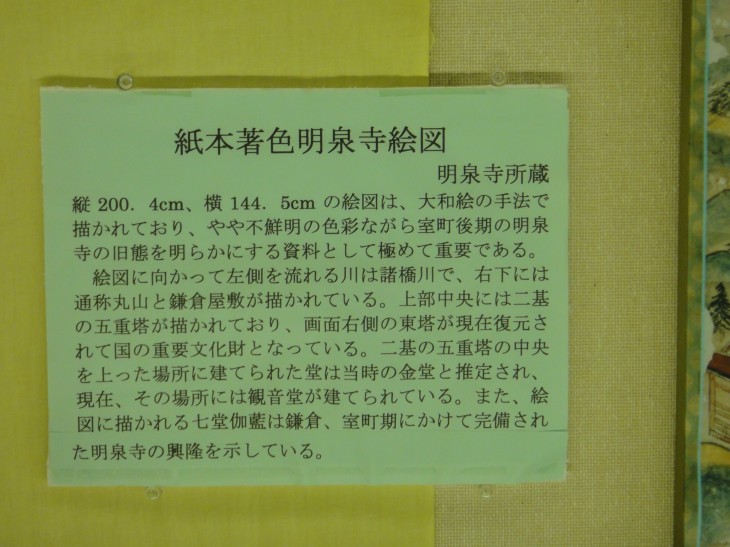 紙本著色明泉寺絵図
明泉寺所蔵
縦200．4cm、横144．5cmの絵図は、大和絵の手法で
描かれており、やや不鮮明の色彩ながら室町後期の明泉
寺の旧態を明らかにする資料として極めて重要である。
絵図に向かって左側を流れる川は諸橋川で、右下には
通称丸山と鎌倉屋敷が描かれている。上部中央には二基
の五重塔が描かれており、画面右側の東塔が現在復元さ
れて国の重要文化財となっている。二基の五重塔の中央
を上った場所に建てられた堂は当時の金堂と推定され、
現在、その場所には観音堂が建てられている。また、絵
図に描かれる七堂伽藍は鎌倉、室町期にかけて完備され
た明泉寺の興隆を示している。